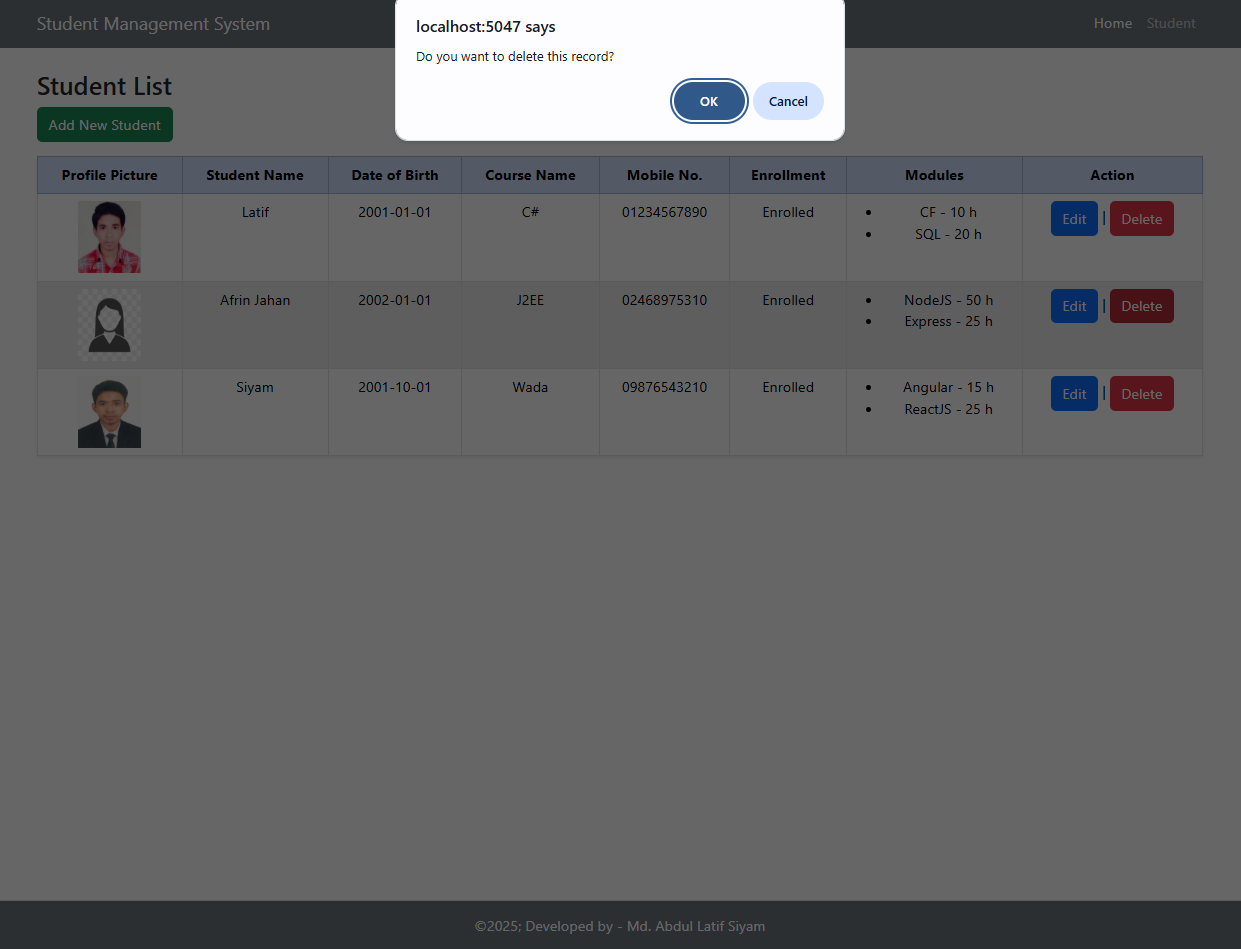 Student Management System
localhost:5047 says
Home Student
Do you want to delete this record?
OK Cancel
Student List
Add New Student
Profile Picture Student Name Date of Birth Course Name Mobile No. Enrollment Modules Action
Latif 2001-01-01 C# 01234567890 Enrolled • CF - 10 h Edit | Delete
• SQL - 20 h
Afrin Jahan 2002-01-01 J2EE 02468975310 Enrolled • NodeJS - 50 h Edit | Delete
• Express - 25 h
Siyam 2001-10-01 Wada 09876543210 Enrolled • Angular - 15 h Edit | Delete
• ReactJS - 25 h
©2025; Developed by - Md. Abdul Latif Siyam